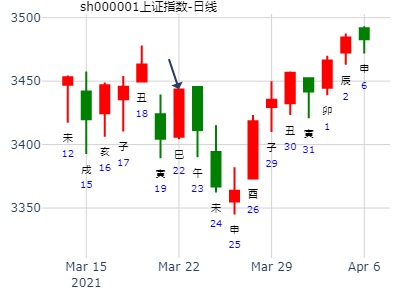 sh000001上证指数-日线
3500
3450
3400
3350
未
12
戌
15
亥
16
子
17
丑
18
寅
19
巳
22
午
23
未
24
申
25
酉
26
子
29
丑
30
寅
31
卯
1
辰
2
申
6
Mar 15
2021
Mar 22
Mar 29
Apr 6